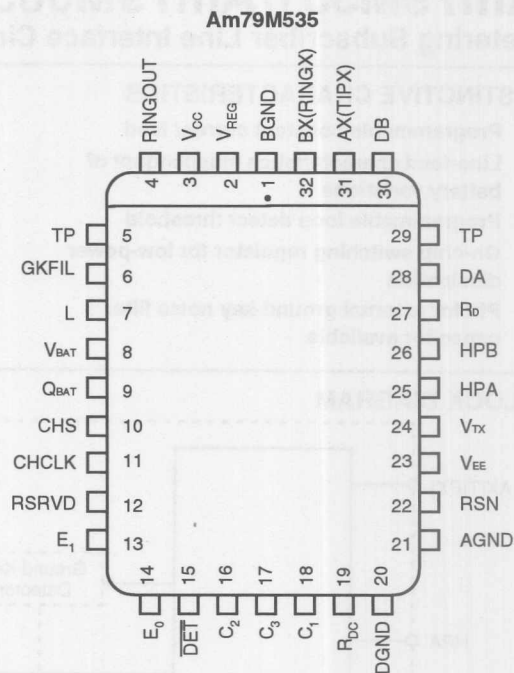 Am79M535
RINGOUT
VCC
VREG
BGND
BX(RINGX)
AX(TIPX)
DB
4
3
2
1
32
31
30
TP 5 29 TP
GKFIL 6 28 DA
L 7 27 RD
VBAT 8 26 HPB
QBAT 9 25 HPA
CHS 10 24 VTX
CHCLK 11 23 VEE
RSRVD 12 22 RSN
E1 13 21 AGND
14
15
16
17
18
19
20
E0
DET
C2
C3
C1
RDC
DGND